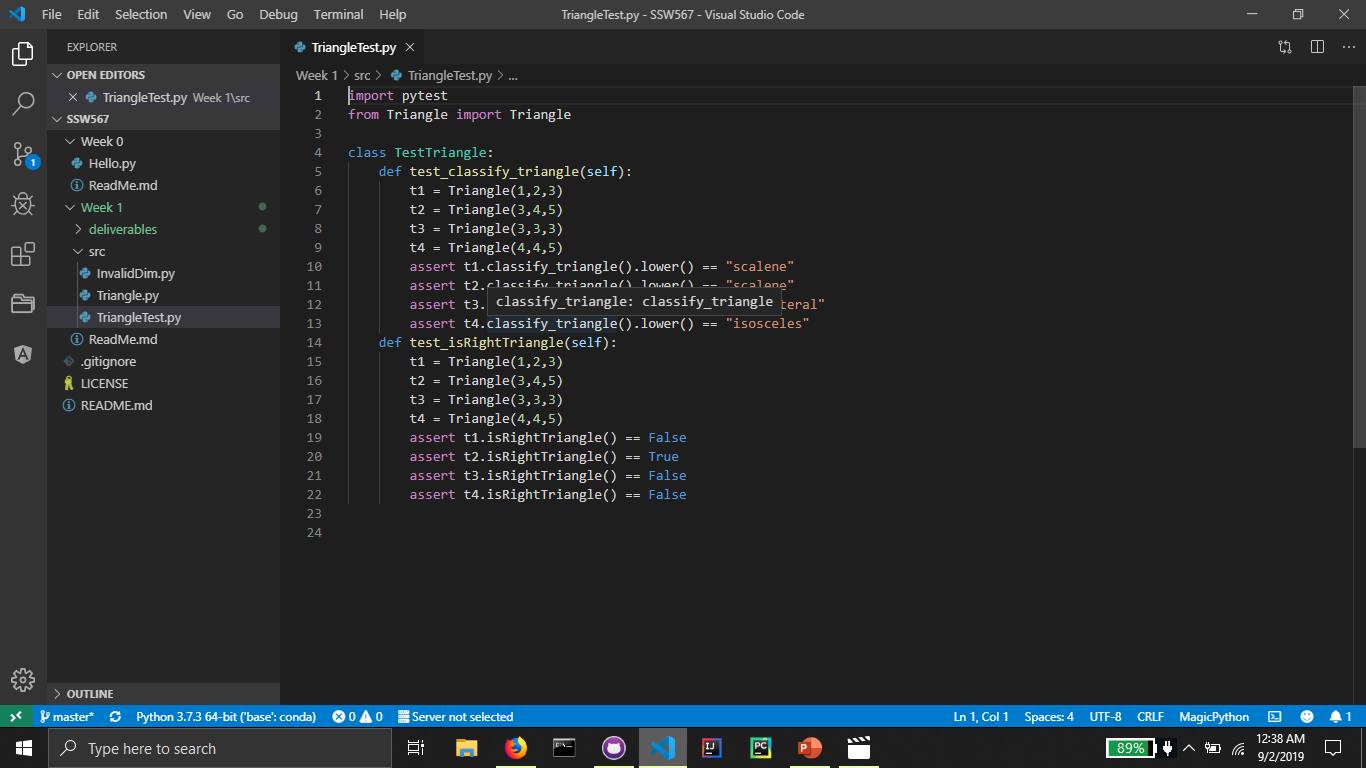 File Edit Selection View Go Debug Terminal Help TriangleTest.py - SSW567 - Visual Studio Code
EXPLORER
OPEN EDITORS
TriangleTest.py Week 1\src
SSW567
Week 0
Hello.py
ReadMe.md
Week 1
deliverables
src
InvalidDim.py
Triangle.py
TriangleTest.py
ReadMe.md
.gitignore
LICENSE
README.md
OUTLINE
1
TriangleTest.py
Week 1 > src > TriangleTest.py > ...
1 import pytest
2 from Triangle import Triangle
3
4 class TestTriangle:
5 def test_classify_triangle(self):
6 t1 = Triangle(1,2,3)
7 t2 = Triangle(3,4,5)
8 t3 = Triangle(3,3,3)
9 t4 = Triangle(4,4,5)
10 assert t1.classify_triangle().lower() == "scalene"
11 assert t2.classify_triangle().lower() == "scalene"
classify_triangle: classify_triangle
12 assert t3. teral"
13 assert t4.classify_triangle().lower() == "isosceles"
14 def test_isRightTriangle(self):
15 t1 = Triangle(1,2,3)
16 t2 = Triangle(3,4,5)
17 t3 = Triangle(3,3,3)
18 t4 = Triangle(4,4,5)
19 assert t1.isRightTriangle() == False
20 assert t2.isRightTriangle() == True
21 assert t3.isRightTriangle() == False
22 assert t4.isRightTriangle() == False
23
24
master* Python 3.7.3 64-bit ('base': conda) 0 0 Server not selected Ln 1, Col 1 Spaces: 4 UTF-8 CRLF MagicPython 1
Type here to search
89%
12:38 AM
9/2/2019